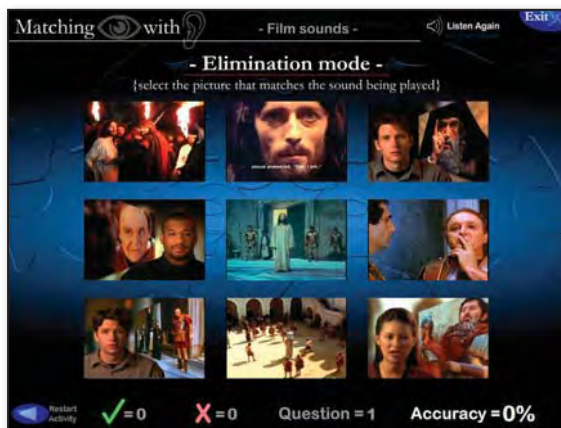 Matching with - Film sounds - Listen Again Exit
- Elimination mode -
{select the picture that matches the sound being played}
Restart Activity = 0 = 0 Question = 1 Accuracy = 0%